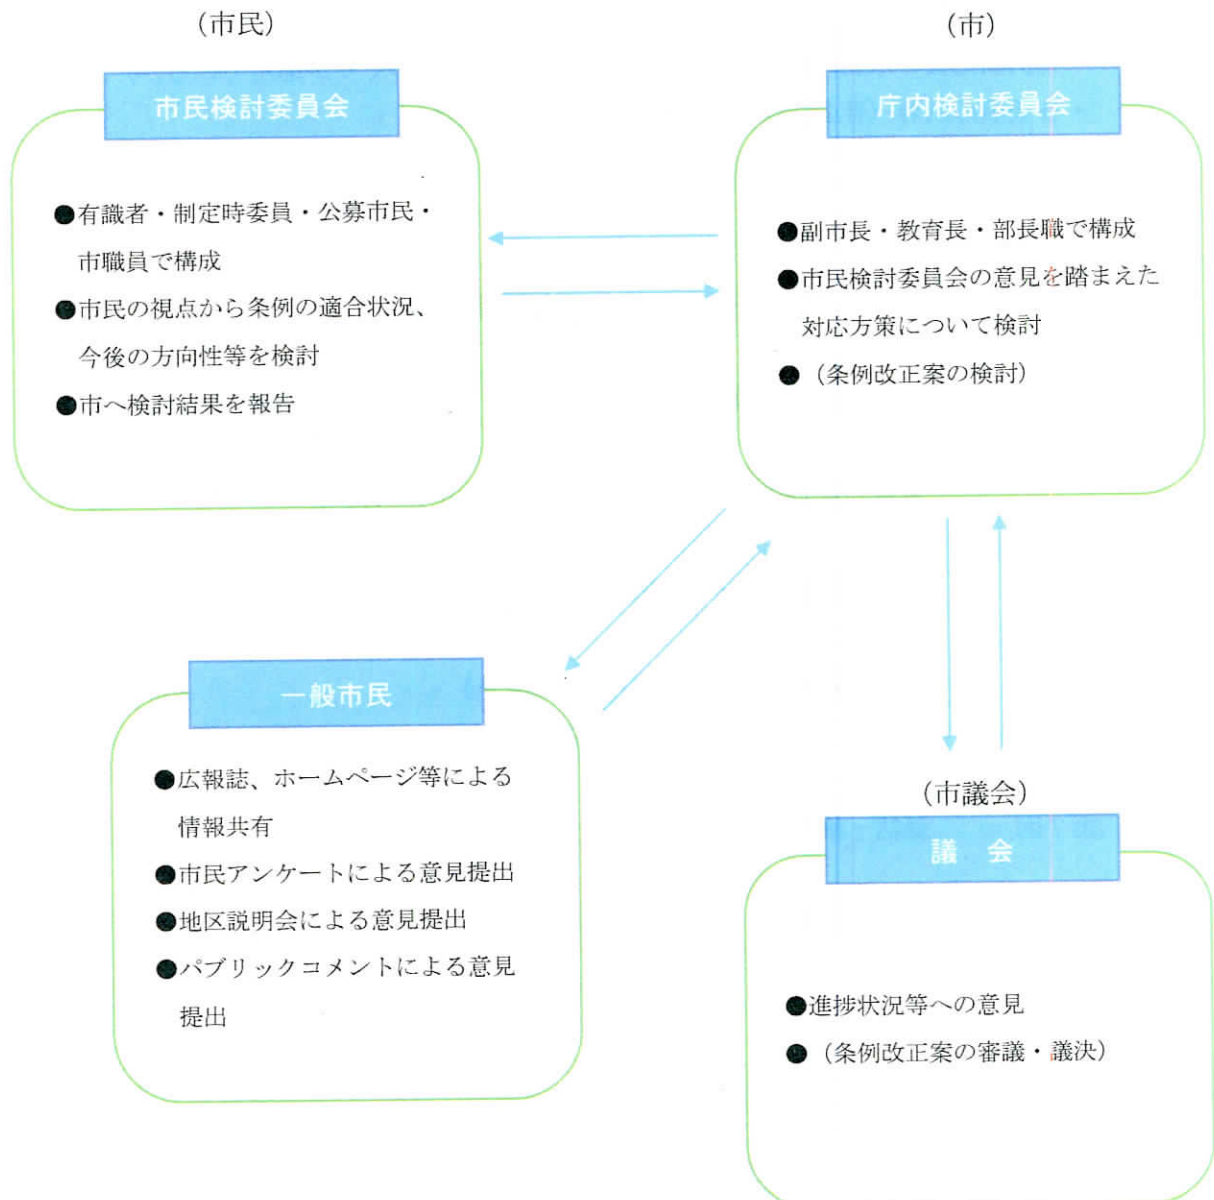 (市民)
市民検討委員会
●有識者・制定時委員・公募市民・
市職員で構成
●市民の視点から条例の適合状況、
今後の方向性等を検討
●市へ検討結果を報告
(市)
庁内検討委員会
●副市長・教育長・部長職で構成
●市民検討委員会の意見を踏まえた
対応方策について検討
●（条例改正案の検討）
一般市民
●広報誌、ホームページ等による
情報共有
●市民アンケートによる意見提出
●地区説明会による意見提出
●パブリックコメントによる意見
提出
(市議会)
議　会
●進捗状況等への意見
●（条例改正案の審議・議決）